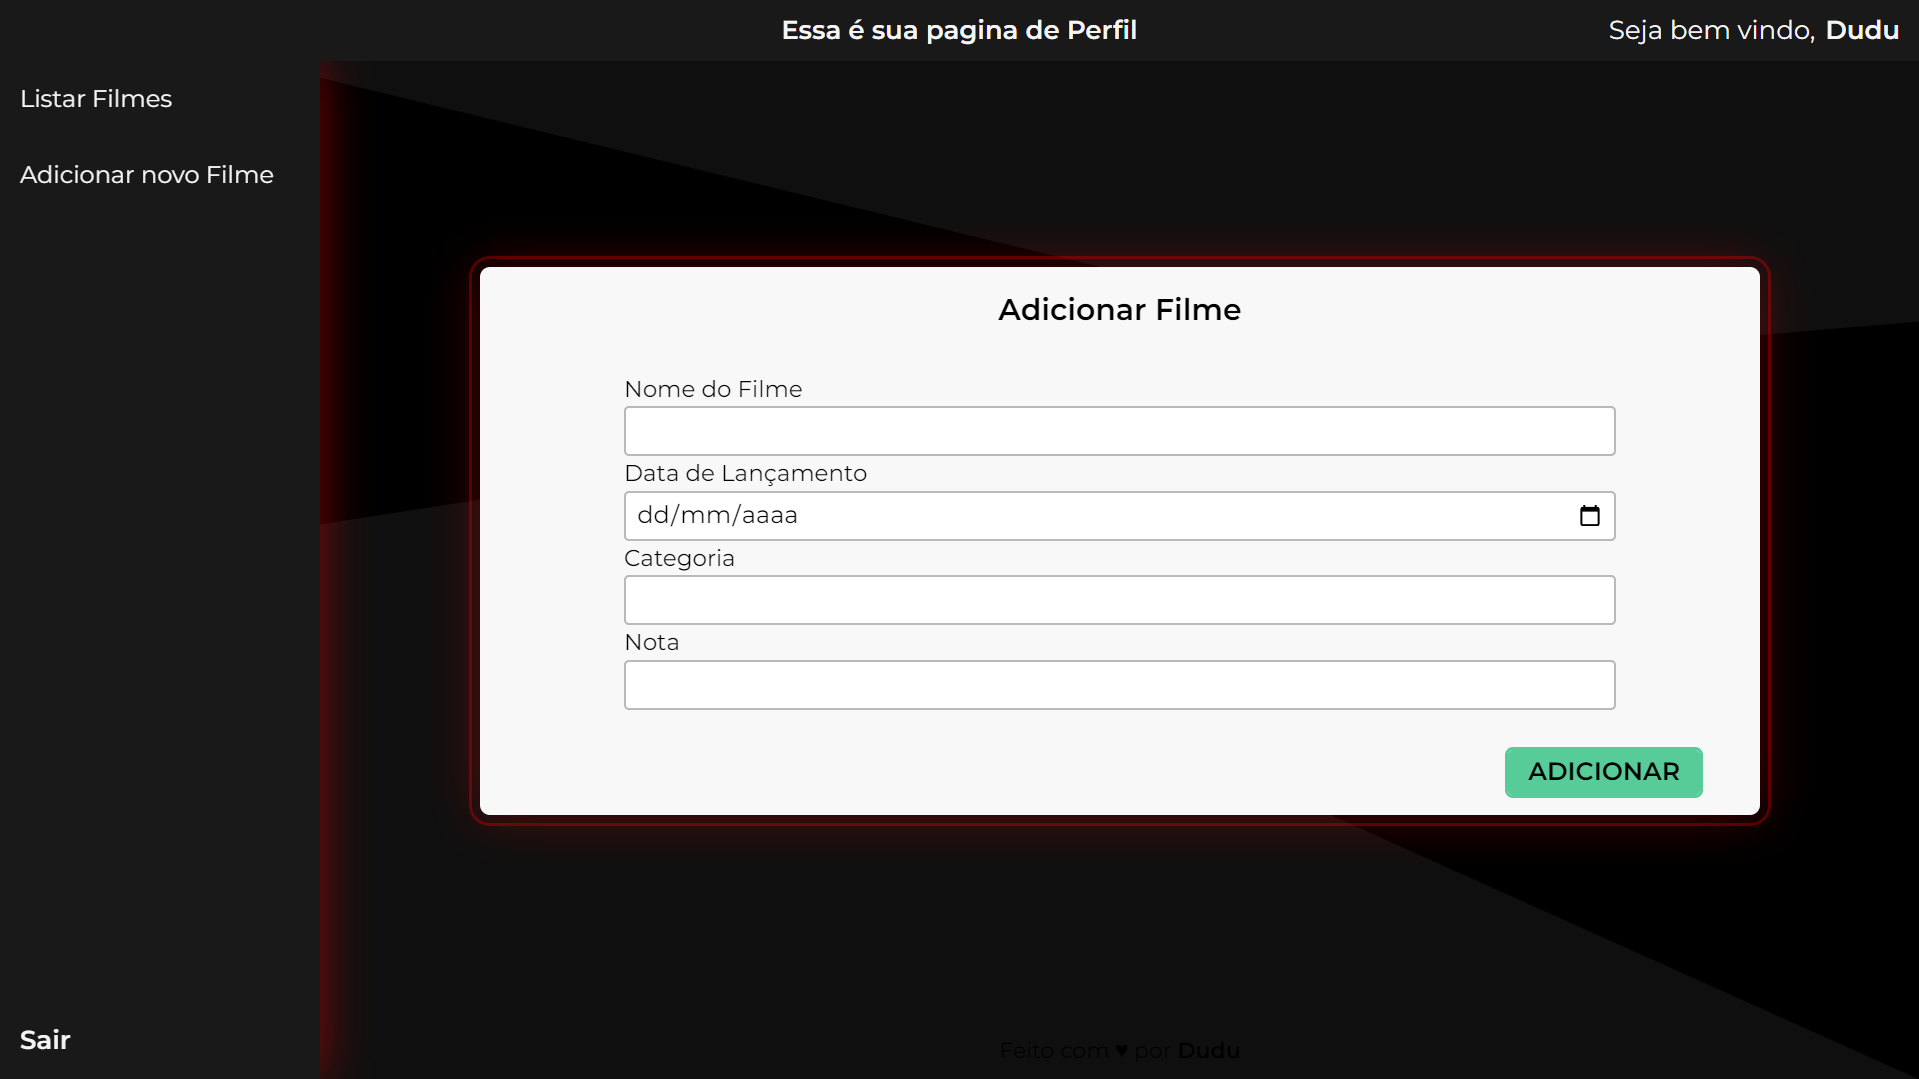 Essa é sua pagina de Perfil
Seja bem vindo, Dudu
Listar Filmes
Adicionar novo Filme
Adicionar Filme
Nome do Filme
Data de Lançamento
dd/mm/aaaa
Categoria
Nota
ADICIONAR
Sair
Feito com ♥ por Dudu